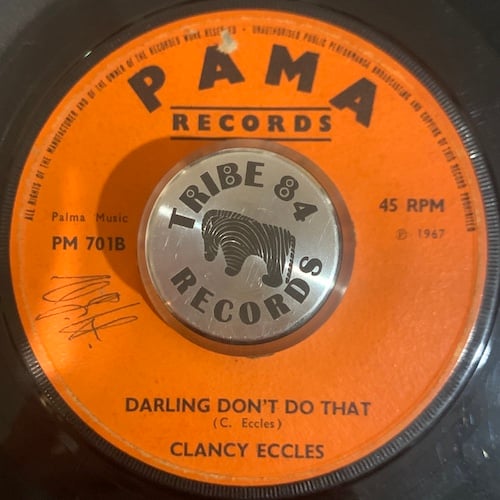 ALL RIGHTS OF THE MANUFACTURER AND OF THE OWNER OF THE RECORDED WORK RESERVED · UNAUTHORISED PUBLIC PERFORMANCE BROADCASTING AND COPYING OF THIS RECORD PROHIBITED
PAMA
RECORDS
TRIBE 84
RECORDS
Palma Music
PM 701B
45 RPM
℗ 1967
DARLING DON'T DO THAT
(C. Eccles)
CLANCY ECCLES